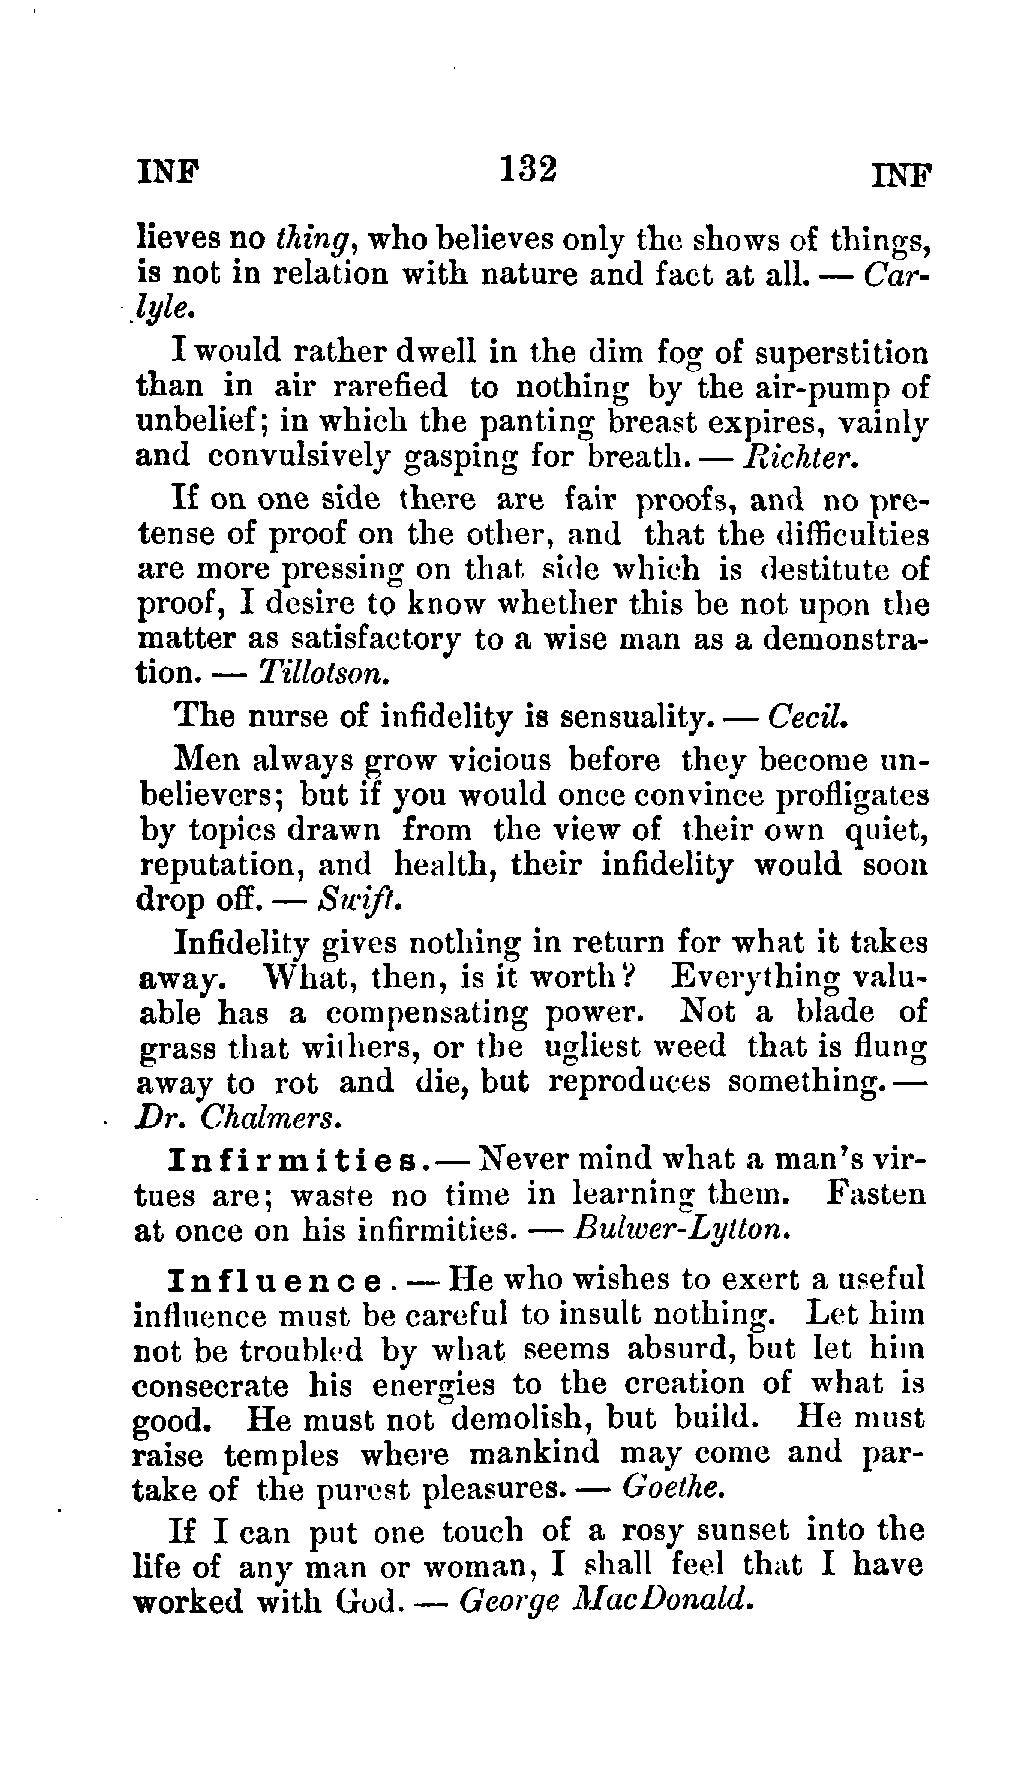 INF 132 INF
lieves no thing, who believes only the shows of things,
is not in relation with nature and fact at all. — Car-
lyle.
I would rather dwell in the dim fog of superstition
than in air rarefied to nothing by the air-pump of
unbelief; in which the panting breast expires, vainly
and convulsively gasping for breath. — Richter.
If on one side there are fair proofs, and no pre-
tense of proof on the other, and that the difficulties
are more pressing on that side which is destitute of
proof, I desire to know whether this be not upon the
matter as satisfactory to a wise man as a demonstra-
tion. — Tillotson.
The nurse of infidelity is sensuality. — Cecil.
Men always grow vicious before they become un-
believers; but if you would once convince profligates
by topics drawn from the view of their own quiet,
reputation, and health, their infidelity would soon
drop off. — Swift.
Infidelity gives nothing in return for what it takes
away. What, then, is it worth? Everything valu-
able has a compensating power. Not a blade of
grass that withers, or the ugliest weed that is flung
away to rot and die, but reproduces something. —
Dr. Chalmers.
Infirmities. — Never mind what a man's vir-
tues are; waste no time in learning them. Fasten
at once on his infirmities. — Bulwer-Lytton.
Influence. — He who wishes to exert a useful
influence must be careful to insult nothing. Let him
not be troubled by what seems absurd, but let him
consecrate his energies to the creation of what is
good. He must not demolish, but build. He must
raise temples where mankind may come and par-
take of the purest pleasures. — Goethe.
If I can put one touch of a rosy sunset into the
life of any man or woman, I shall feel that I have
worked with God. — George MacDonald.